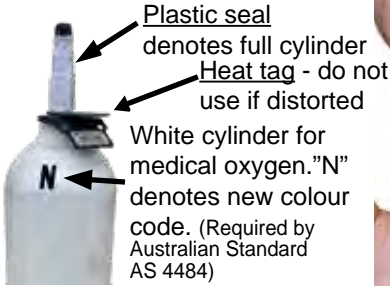 Plastic seal
denotes full cylinder
Heat tag - do not
use if distorted
White cylinder for
medical oxygen."N"
denotes new colour
code. (Required by
Australian Standard
AS 4484)
N